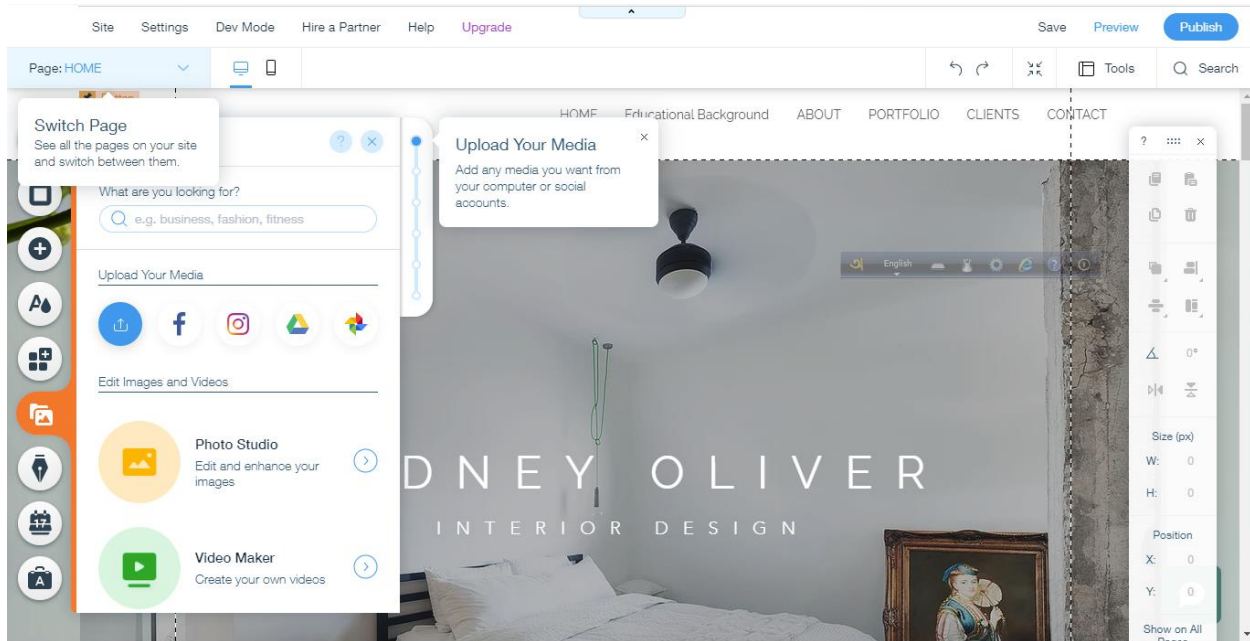 Site Settings Dev Mode Hire a Partner Help Upgrade Save Preview Publish
Page: HOME Tools Search
HOME Educational Background ABOUT PORTFOLIO CLIENTS CONTACT
Switch Page
See all the pages on your site
and switch between them.
Upload Your Media
Add any media you want from
your computer or social
accounts.
What are you looking for?
e.g. business, fashion, fitness
Upload Your Media
Edit Images and Videos
Photo Studio
Edit and enhance your
images
Video Maker
Create your own videos
অ English
DNEY OLIVER
INTERIOR DESIGN
17
A
0°
Size (px)
W: 0
H: 0
Position
X: 0
Y: 0
Show on All
Pages